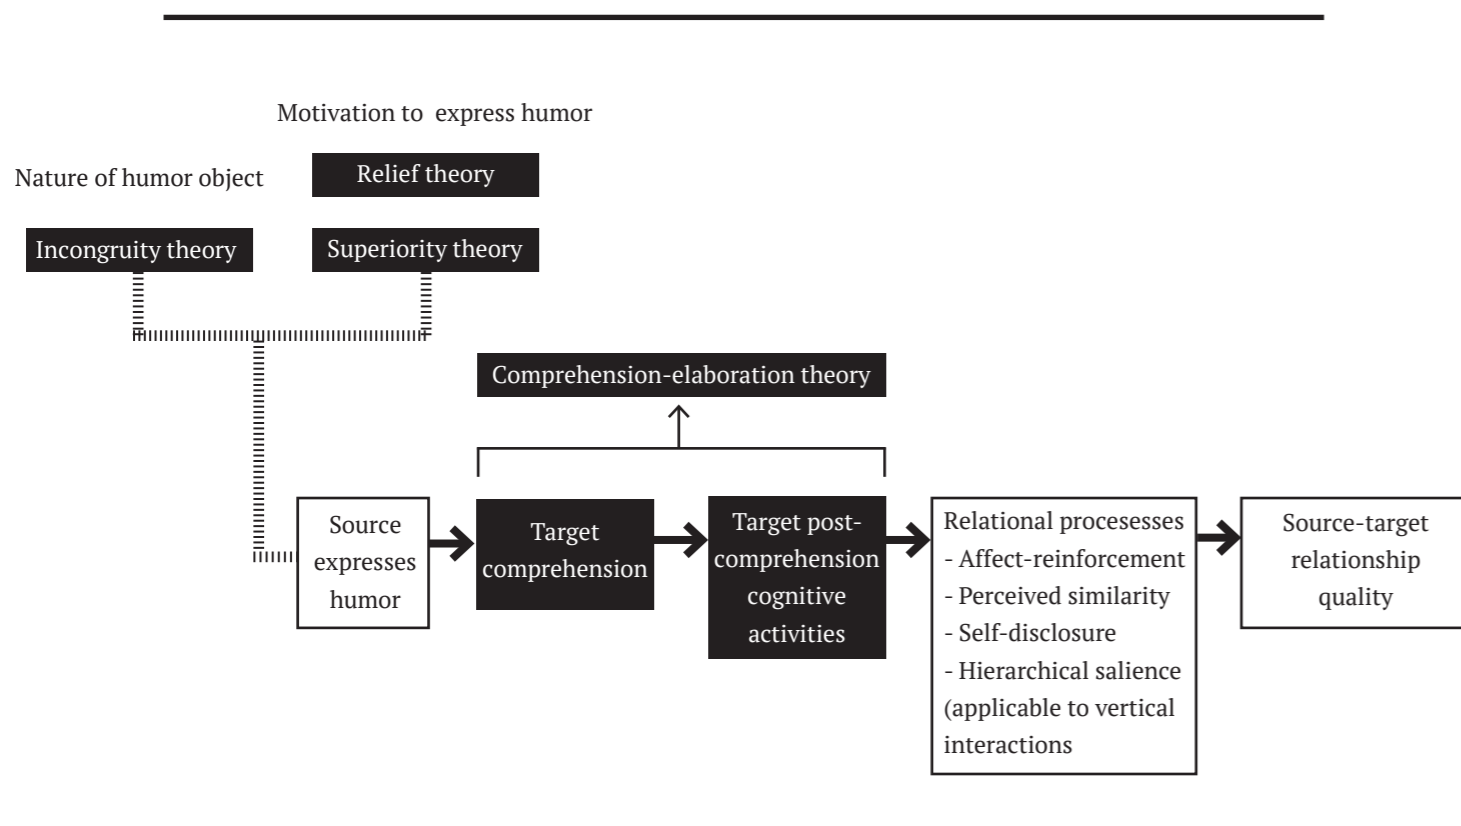 Motivation to express humor
Relief theory
Nature of humor object
Incongruity theory
Superiority theory
Comprehension-elaboration theory
Source
expresses
humor
Target
comprehension
Target post-
comprehension
cognitive
activities
Relational procesesses
- Affect-reinforcement
- Perceived similarity
- Self-disclosure
- Hierarchical salience
(applicable to vertical
interactions
Source-target
relationship
quality